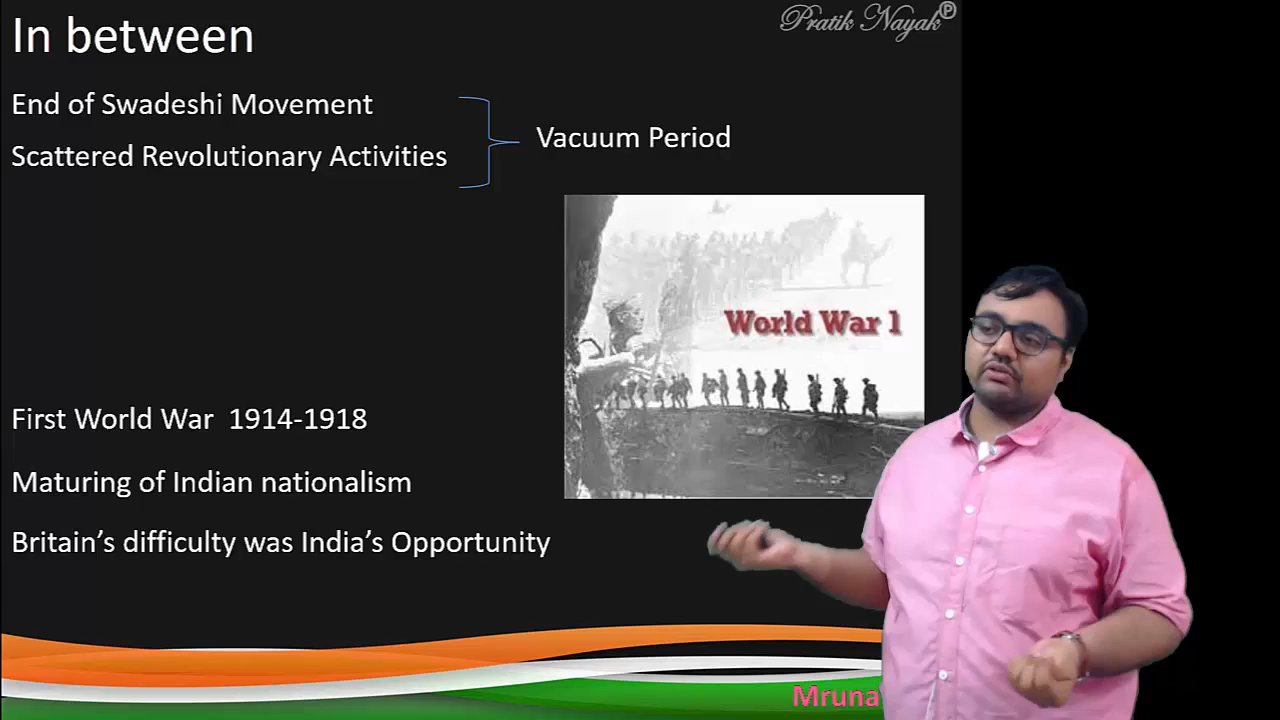 Pratik Nayak ℗
In between
End of Swadeshi Movement
Scattered Revolutionary Activities
Vacuum Period
World War 1
First World War 1914-1918
Maturing of Indian nationalism
Britain’s difficulty was India’s Opportunity
Mruna